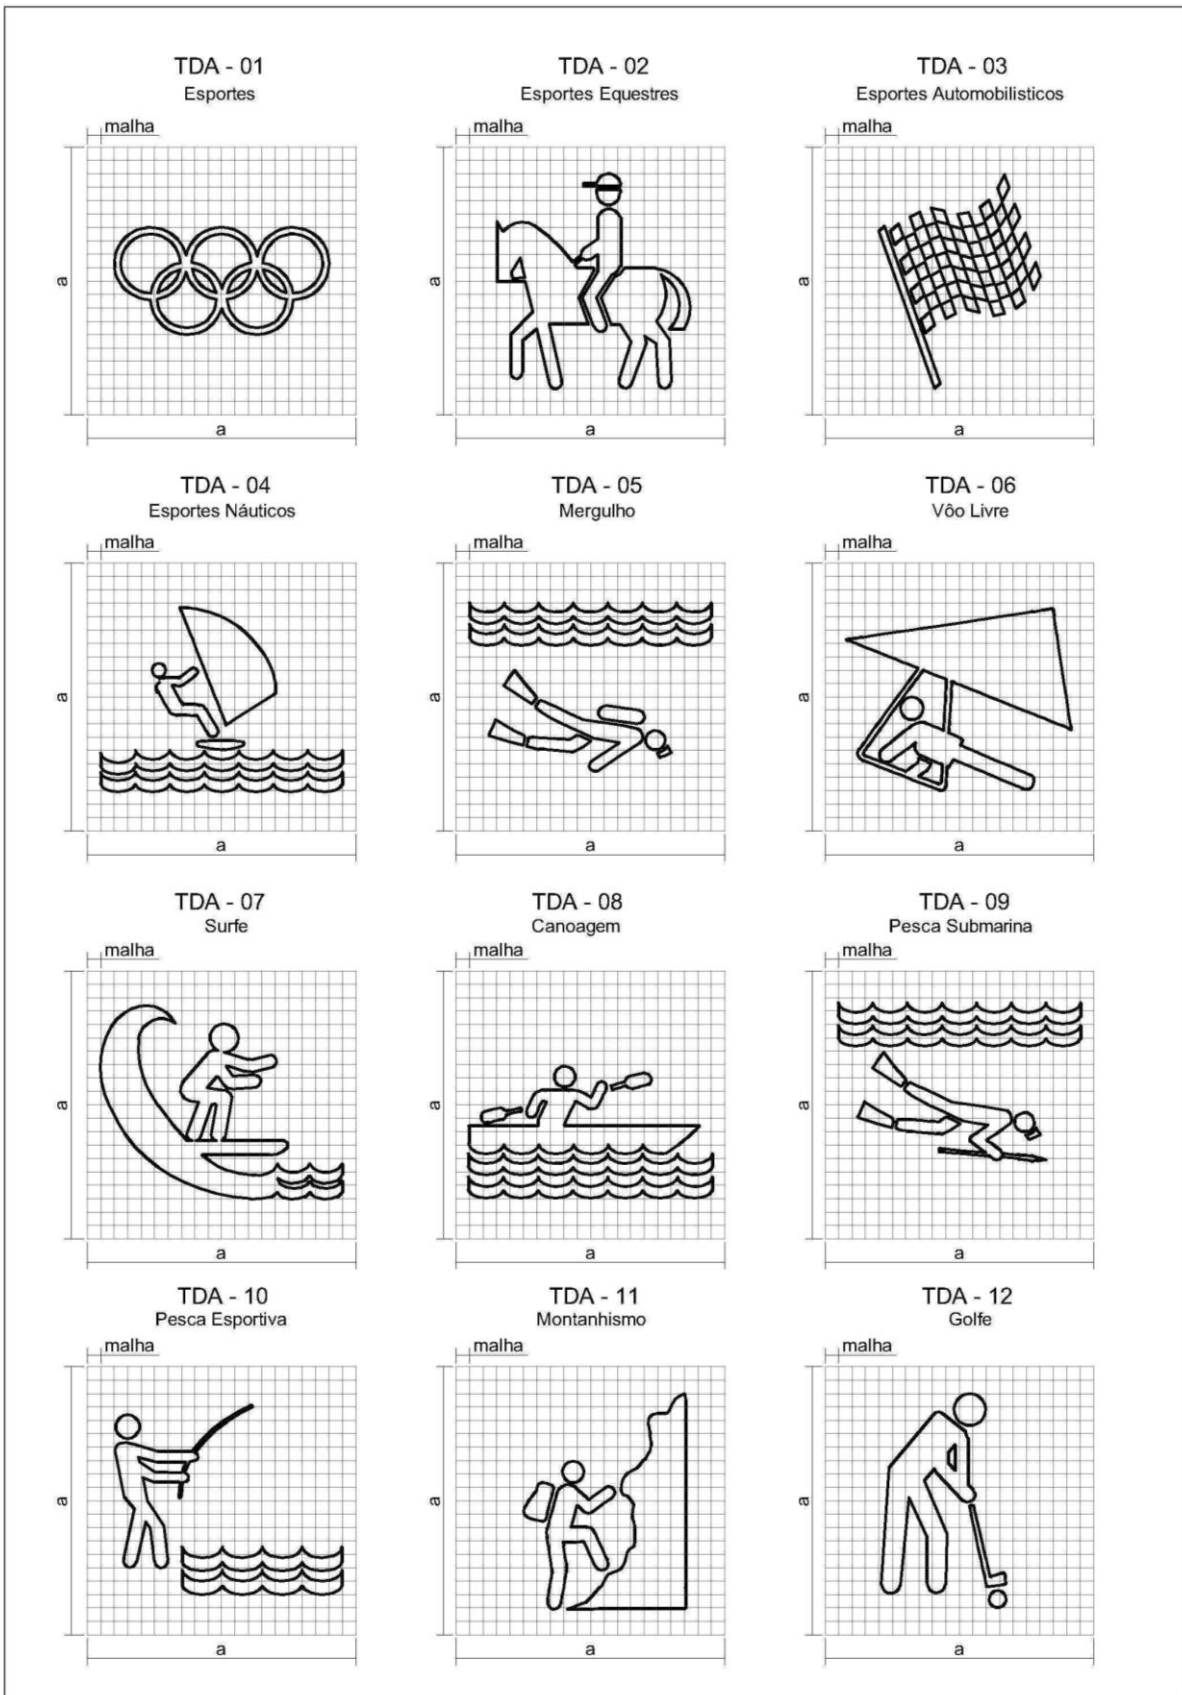 TDA - 01
Esportes
malha
a
a
TDA - 02
Esportes Equestres
malha
a
a
TDA - 03
Esportes Automobilisticos
malha
a
a
TDA - 04
Esportes Náuticos
malha
a
a
TDA - 05
Mergulho
malha
a
a
TDA - 06
Vôo Livre
malha
a
a
TDA - 07
Surfe
malha
a
a
TDA - 08
Canoagem
malha
a
a
TDA - 09
Pesca Submarina
malha
a
a
TDA - 10
Pesca Esportiva
malha
a
a
TDA - 11
Montanhismo
malha
a
a
TDA - 12
Golfe
malha
a
a